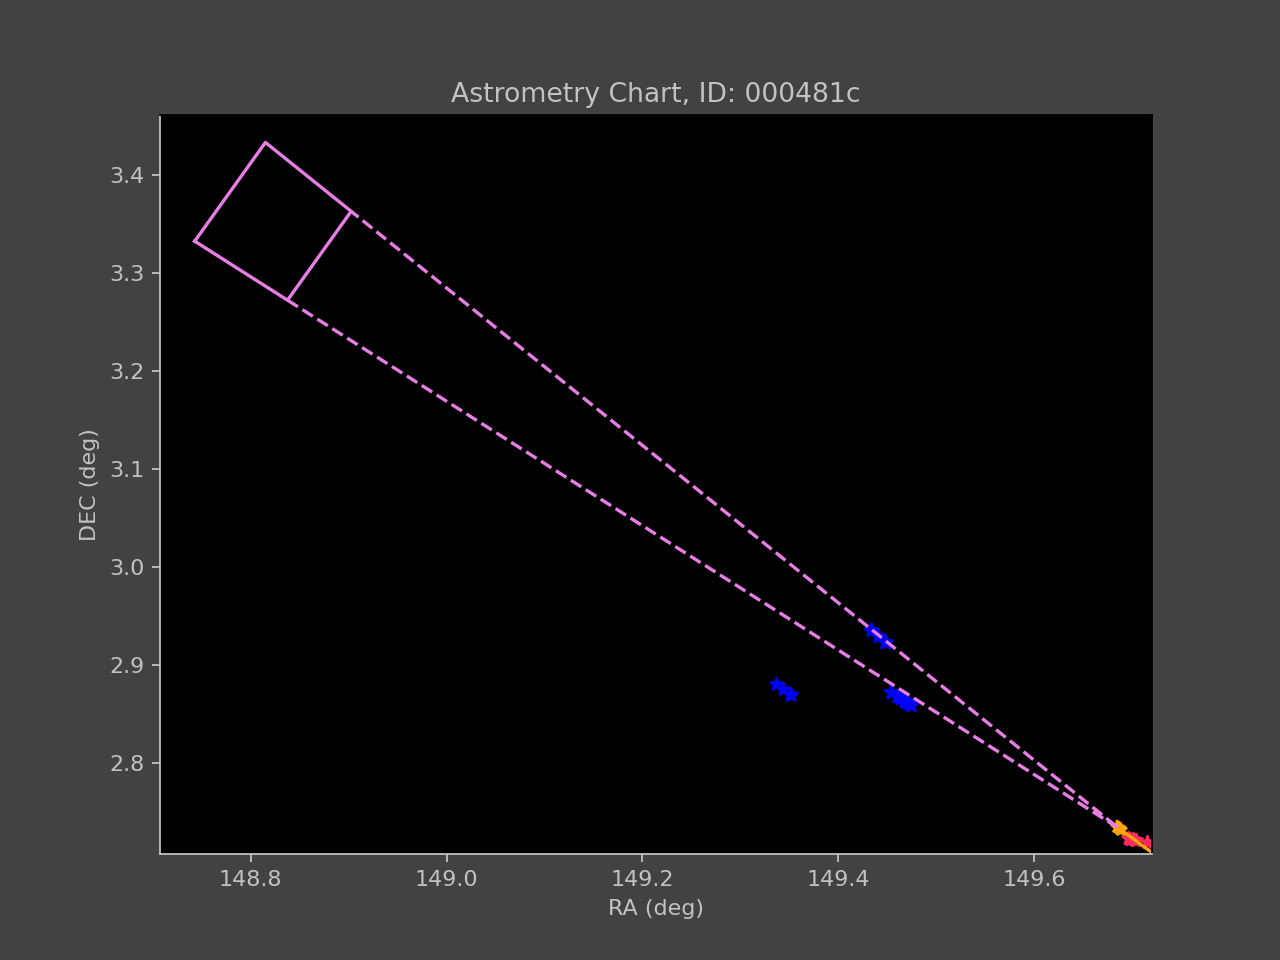 Astrometry Chart, ID: 000481c
3.4
3.3
3.2
3.1
3.0
2.9
2.8
DEC (deg)
148.8 149.0 149.2 149.4 149.6
RA (deg)